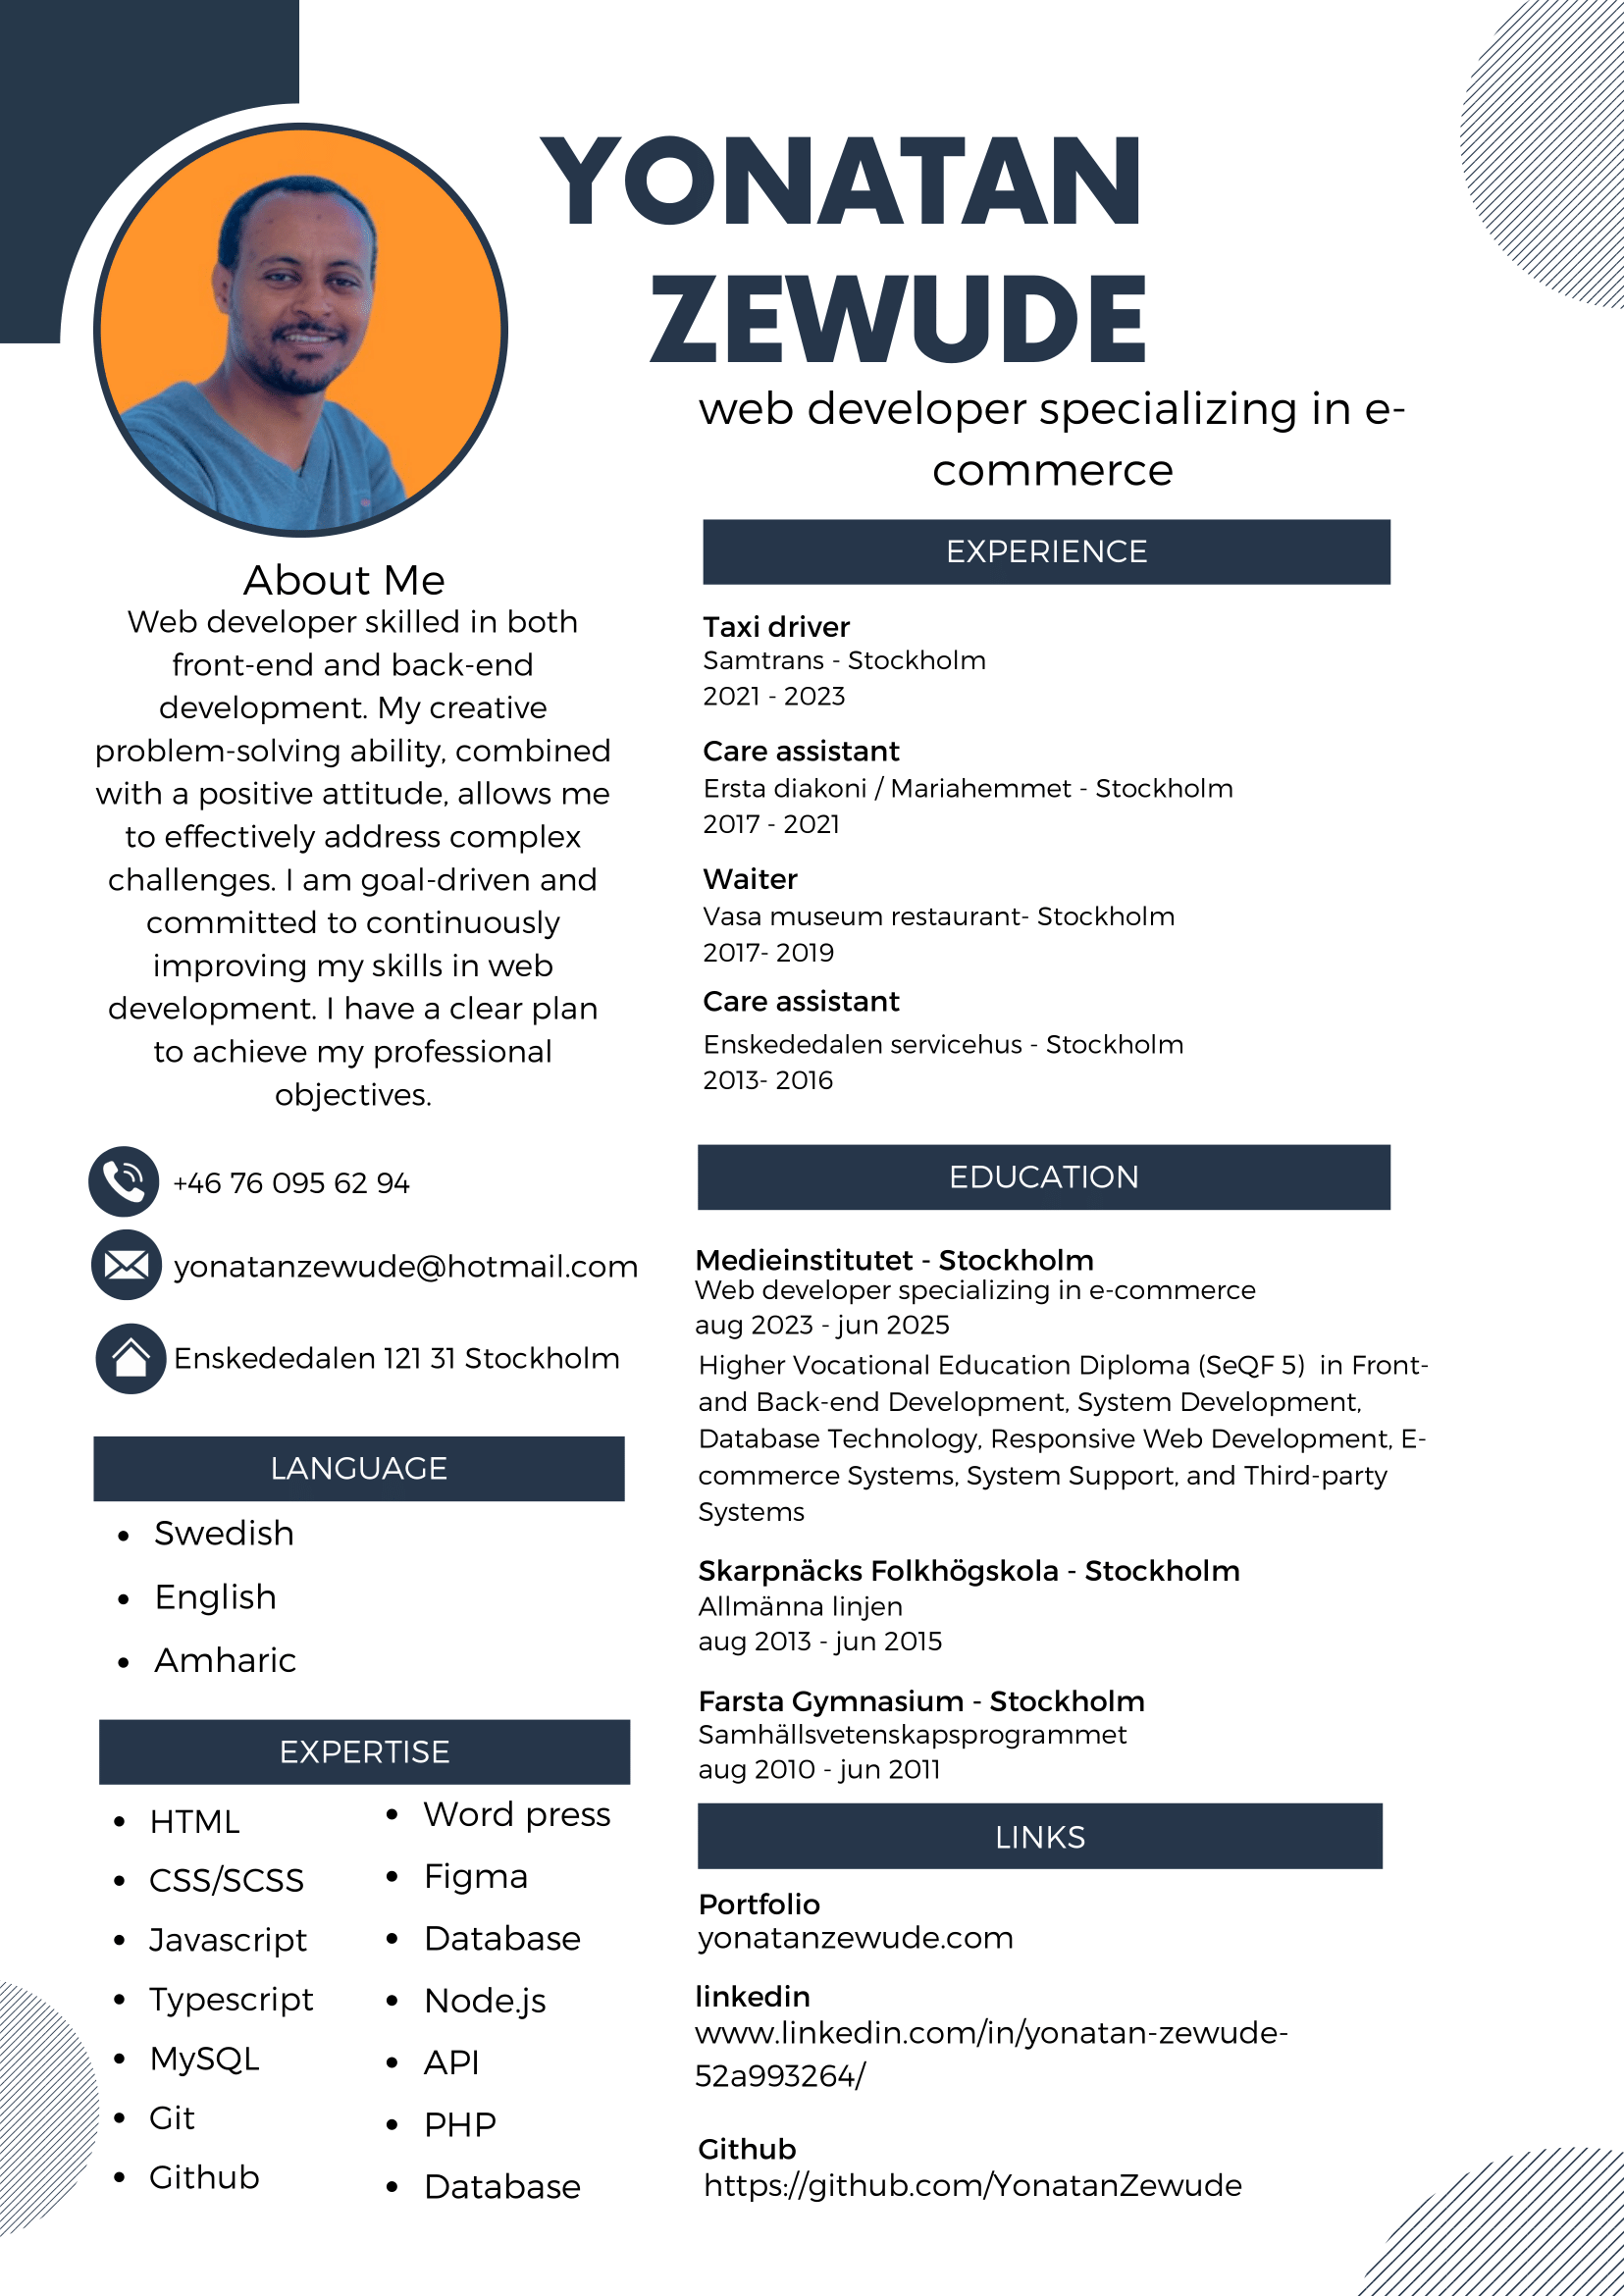 YONATAN
ZEWUDE
web developer specializing in e-
commerce
About Me
Web developer skilled in both
front-end and back-end
development. My creative
problem-solving ability, combined
with a positive attitude, allows me
to effectively address complex
challenges. I am goal-driven and
committed to continuously
improving my skills in web
development. I have a clear plan
to achieve my professional
objectives.
+46 76 095 62 94
yonatanzewude@hotmail.com
Enskededalen 121 31 Stockholm
LANGUAGE
• Swedish
• English
• Amharic
EXPERTISE
• HTML
• CSS/SCSS
• Javascript
• Typescript
• MySQL
• Git
• Github
• Word press
• Figma
• Database
• Node.js
• API
• PHP
• Database
EXPERIENCE
Taxi driver
Samtrans - Stockholm
2021 - 2023
Care assistant
Ersta diakoni / Mariahemmet - Stockholm
2017 - 2021
Waiter
Vasa museum restaurant- Stockholm
2017- 2019
Care assistant
Enskededalen servicehus - Stockholm
2013- 2016
EDUCATION
Medieinstitutet - Stockholm
Web developer specializing in e-commerce
aug 2023 - jun 2025
Higher Vocational Education Diploma (SeQF 5)  in Front-
and Back-end Development, System Development,
Database Technology, Responsive Web Development, E-
commerce Systems, System Support, and Third-party
Systems
Skarpnäcks Folkhögskola - Stockholm
Allmänna linjen
aug 2013 - jun 2015
Farsta Gymnasium - Stockholm
Samhällsvetenskapsprogrammet
aug 2010 - jun 2011
LINKS
Portfolio
yonatanzewude.com
linkedin
www.linkedin.com/in/yonatan-zewude-
52a993264/
Github
https://github.com/YonatanZewude